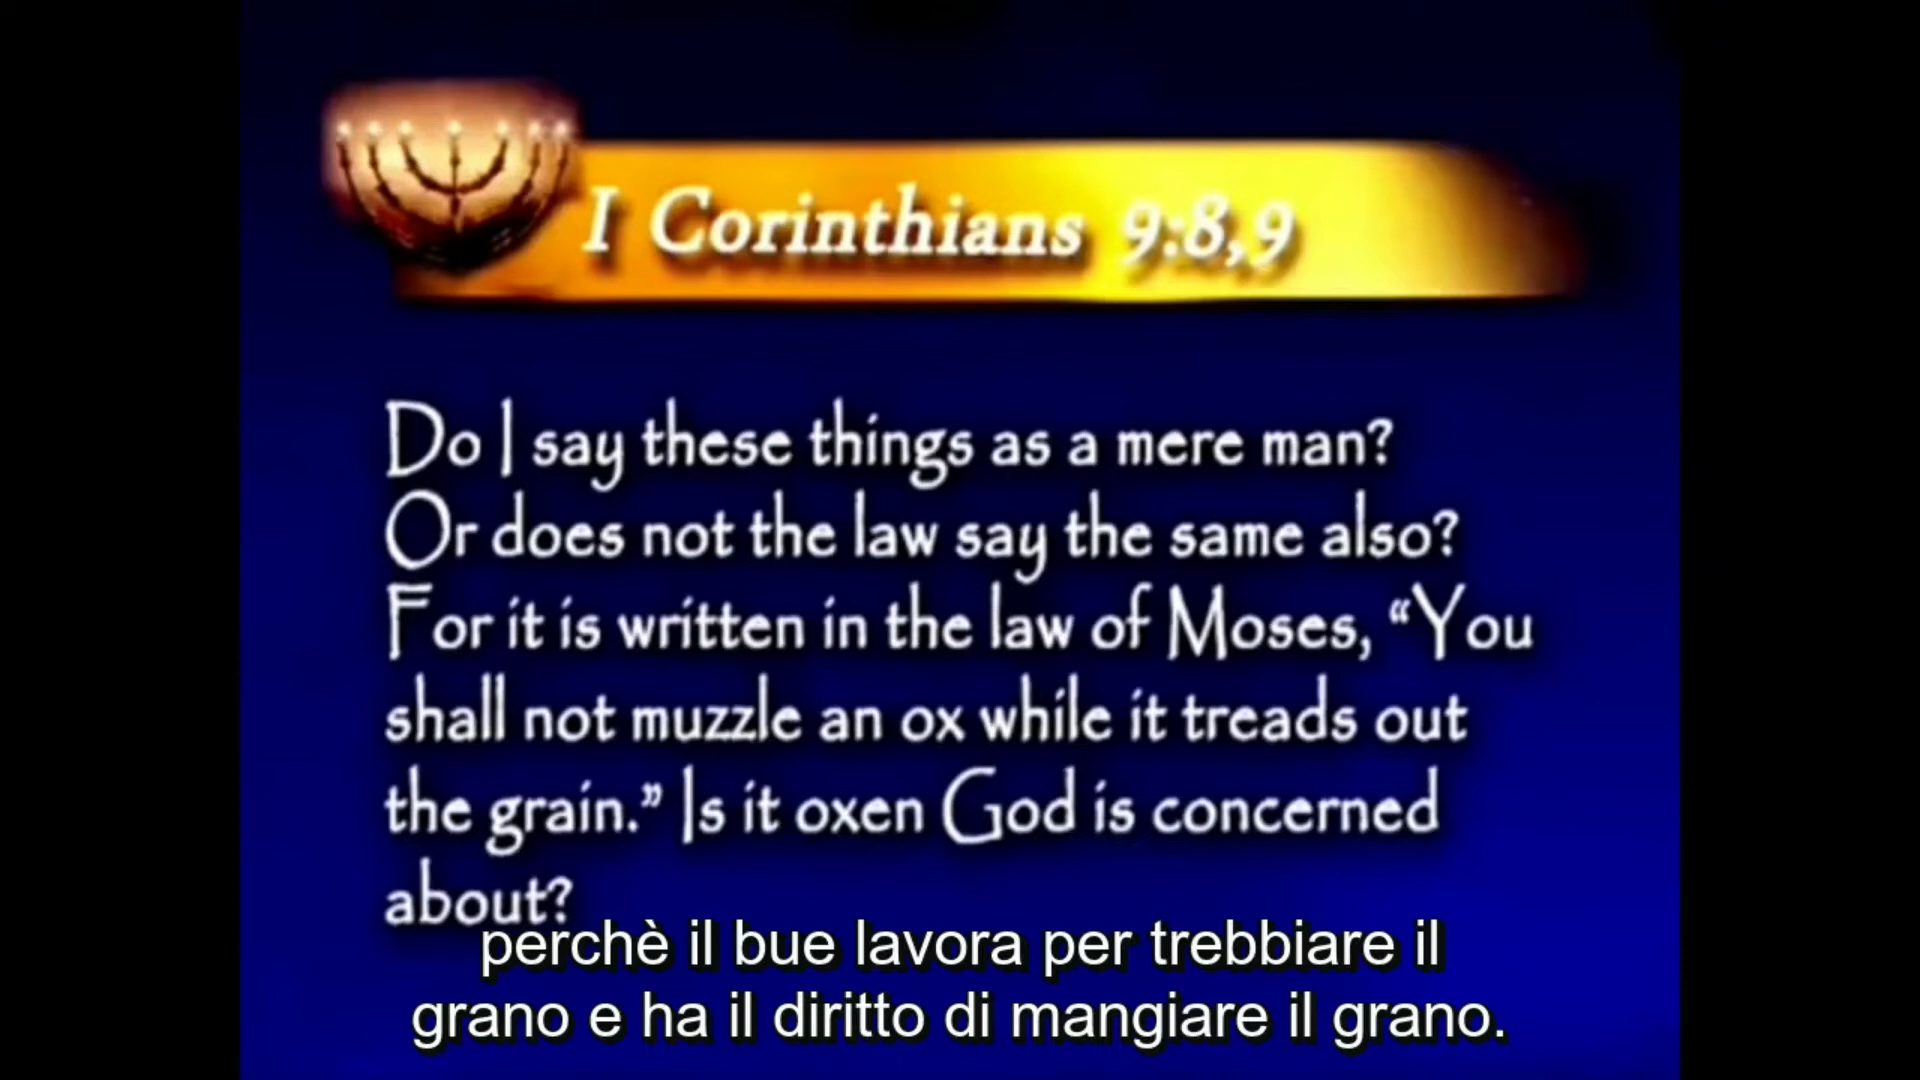 I Corinthians 9:8,9
Do I say these things as a mere man?
Or does not the law say the same also?
For it is written in the law of Moses, “You
shall not muzzle an ox while it treads out
the grain.” Is it oxen God is concerned
about?
perchè il bue lavora per trebbiare il
grano e ha il diritto di mangiare il grano.